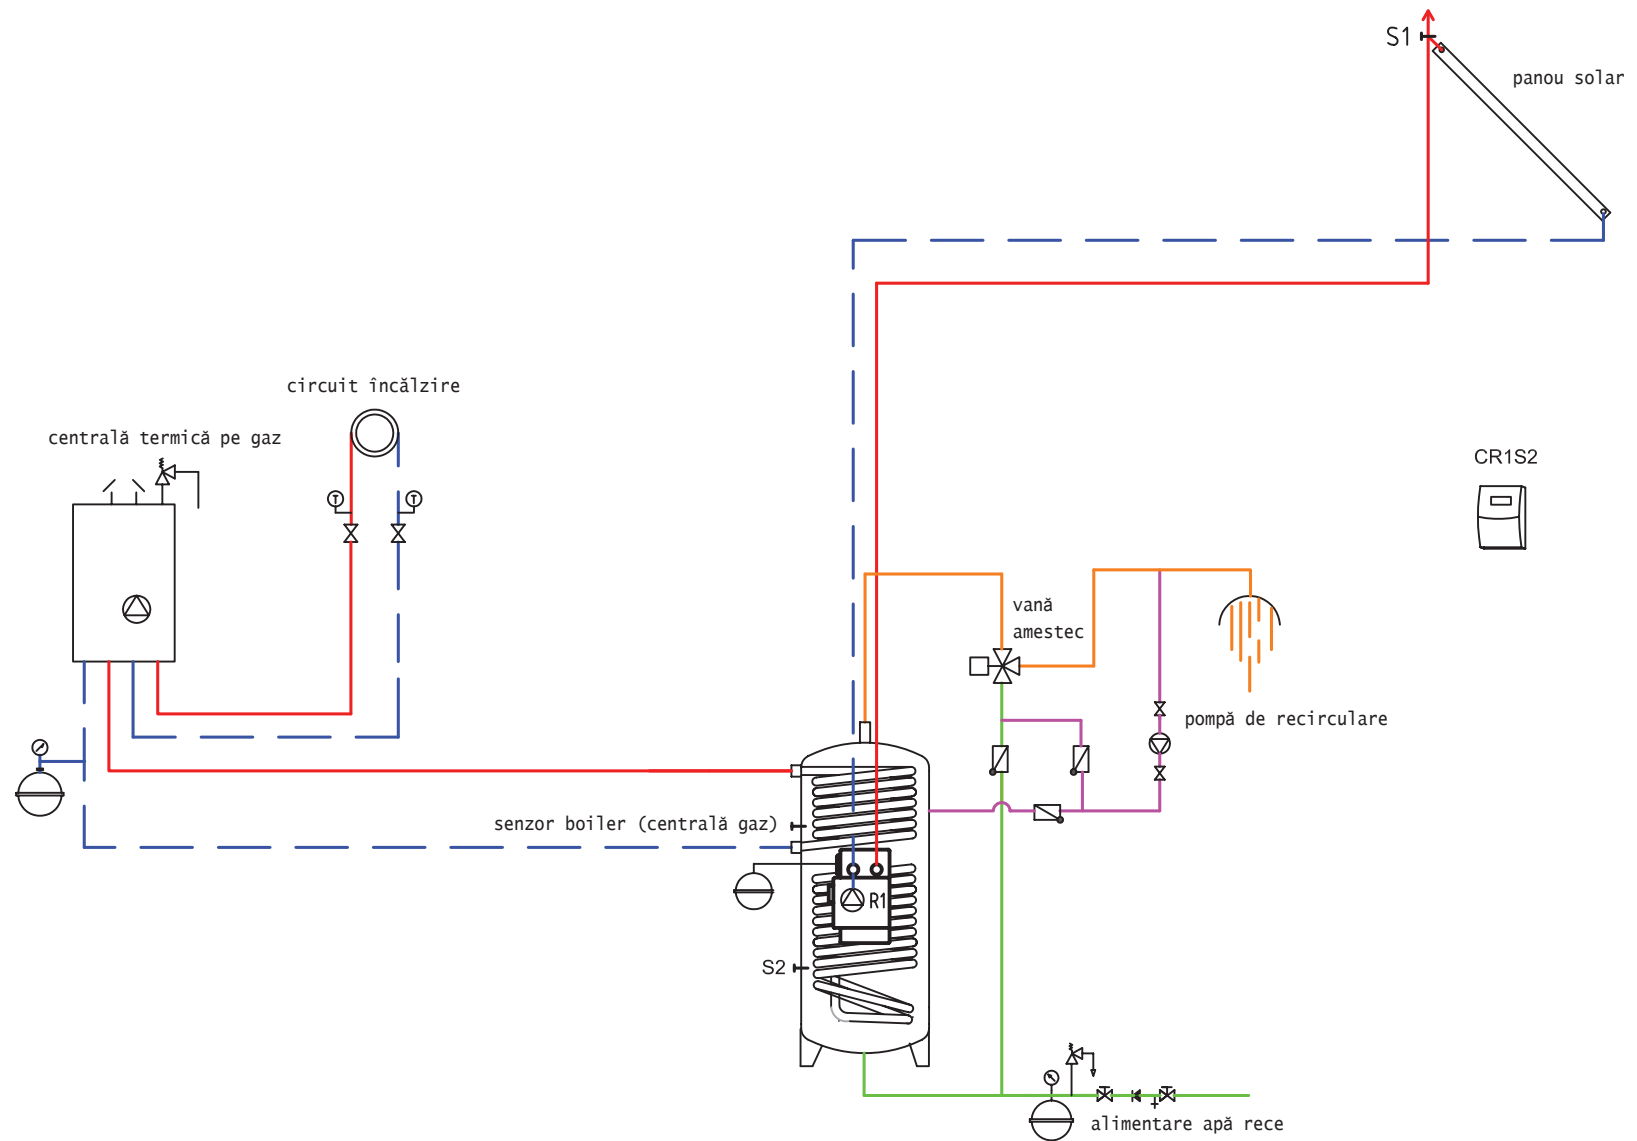 S1
panou solar
circuit încălzire
centrală termică pe gaz
T
T
CR1S2
vană
amestec
pompă de recirculare
senzor boiler (centrală gaz)
R1
S2
alimentare apă rece